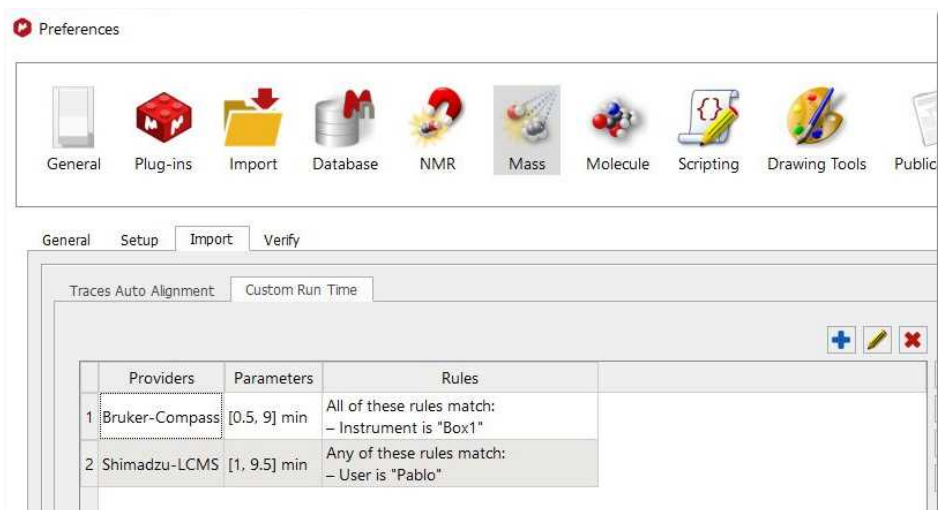 Preferences
General Plug-ins Import Database NMR Mass Molecule Scripting Drawing Tools Public
General Setup Import Verify
Traces Auto Alignment Custom Run Time
Providers Parameters Rules
1 Bruker-Compass [0.5, 9] min All of these rules match:
– Instrument is "Box1"
2 Shimadzu-LCMS [1, 9.5] min Any of these rules match:
– User is "Pablo"